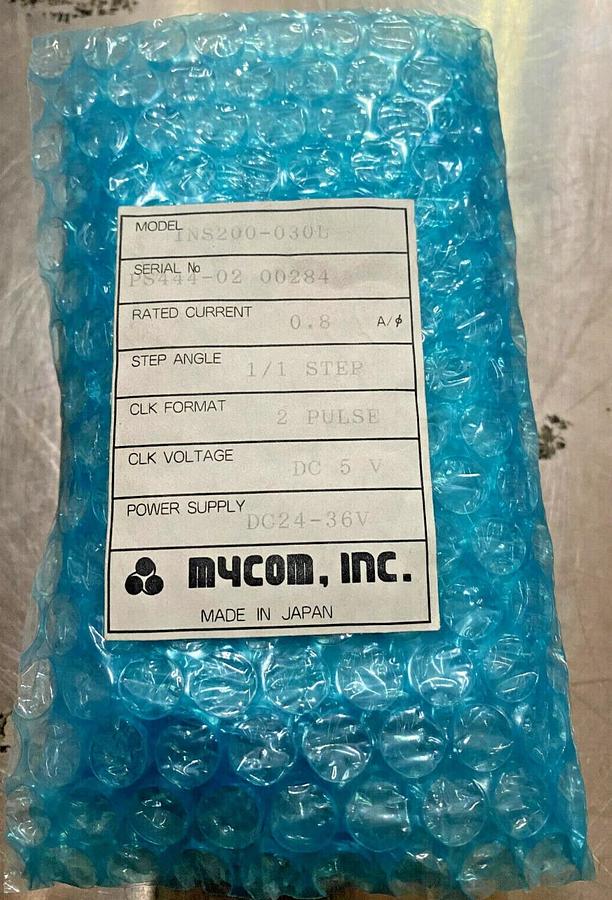 MODEL INS200-030L
SERIAL No PS444-02 00284
RATED CURRENT 0.8 A/φ
STEP ANGLE 1/1 STEP
CLK FORMAT 2 PULSE
CLK VOLTAGE DC 5 V
POWER SUPPLY DC24-36V
MYCOM, INC.
MADE IN JAPAN